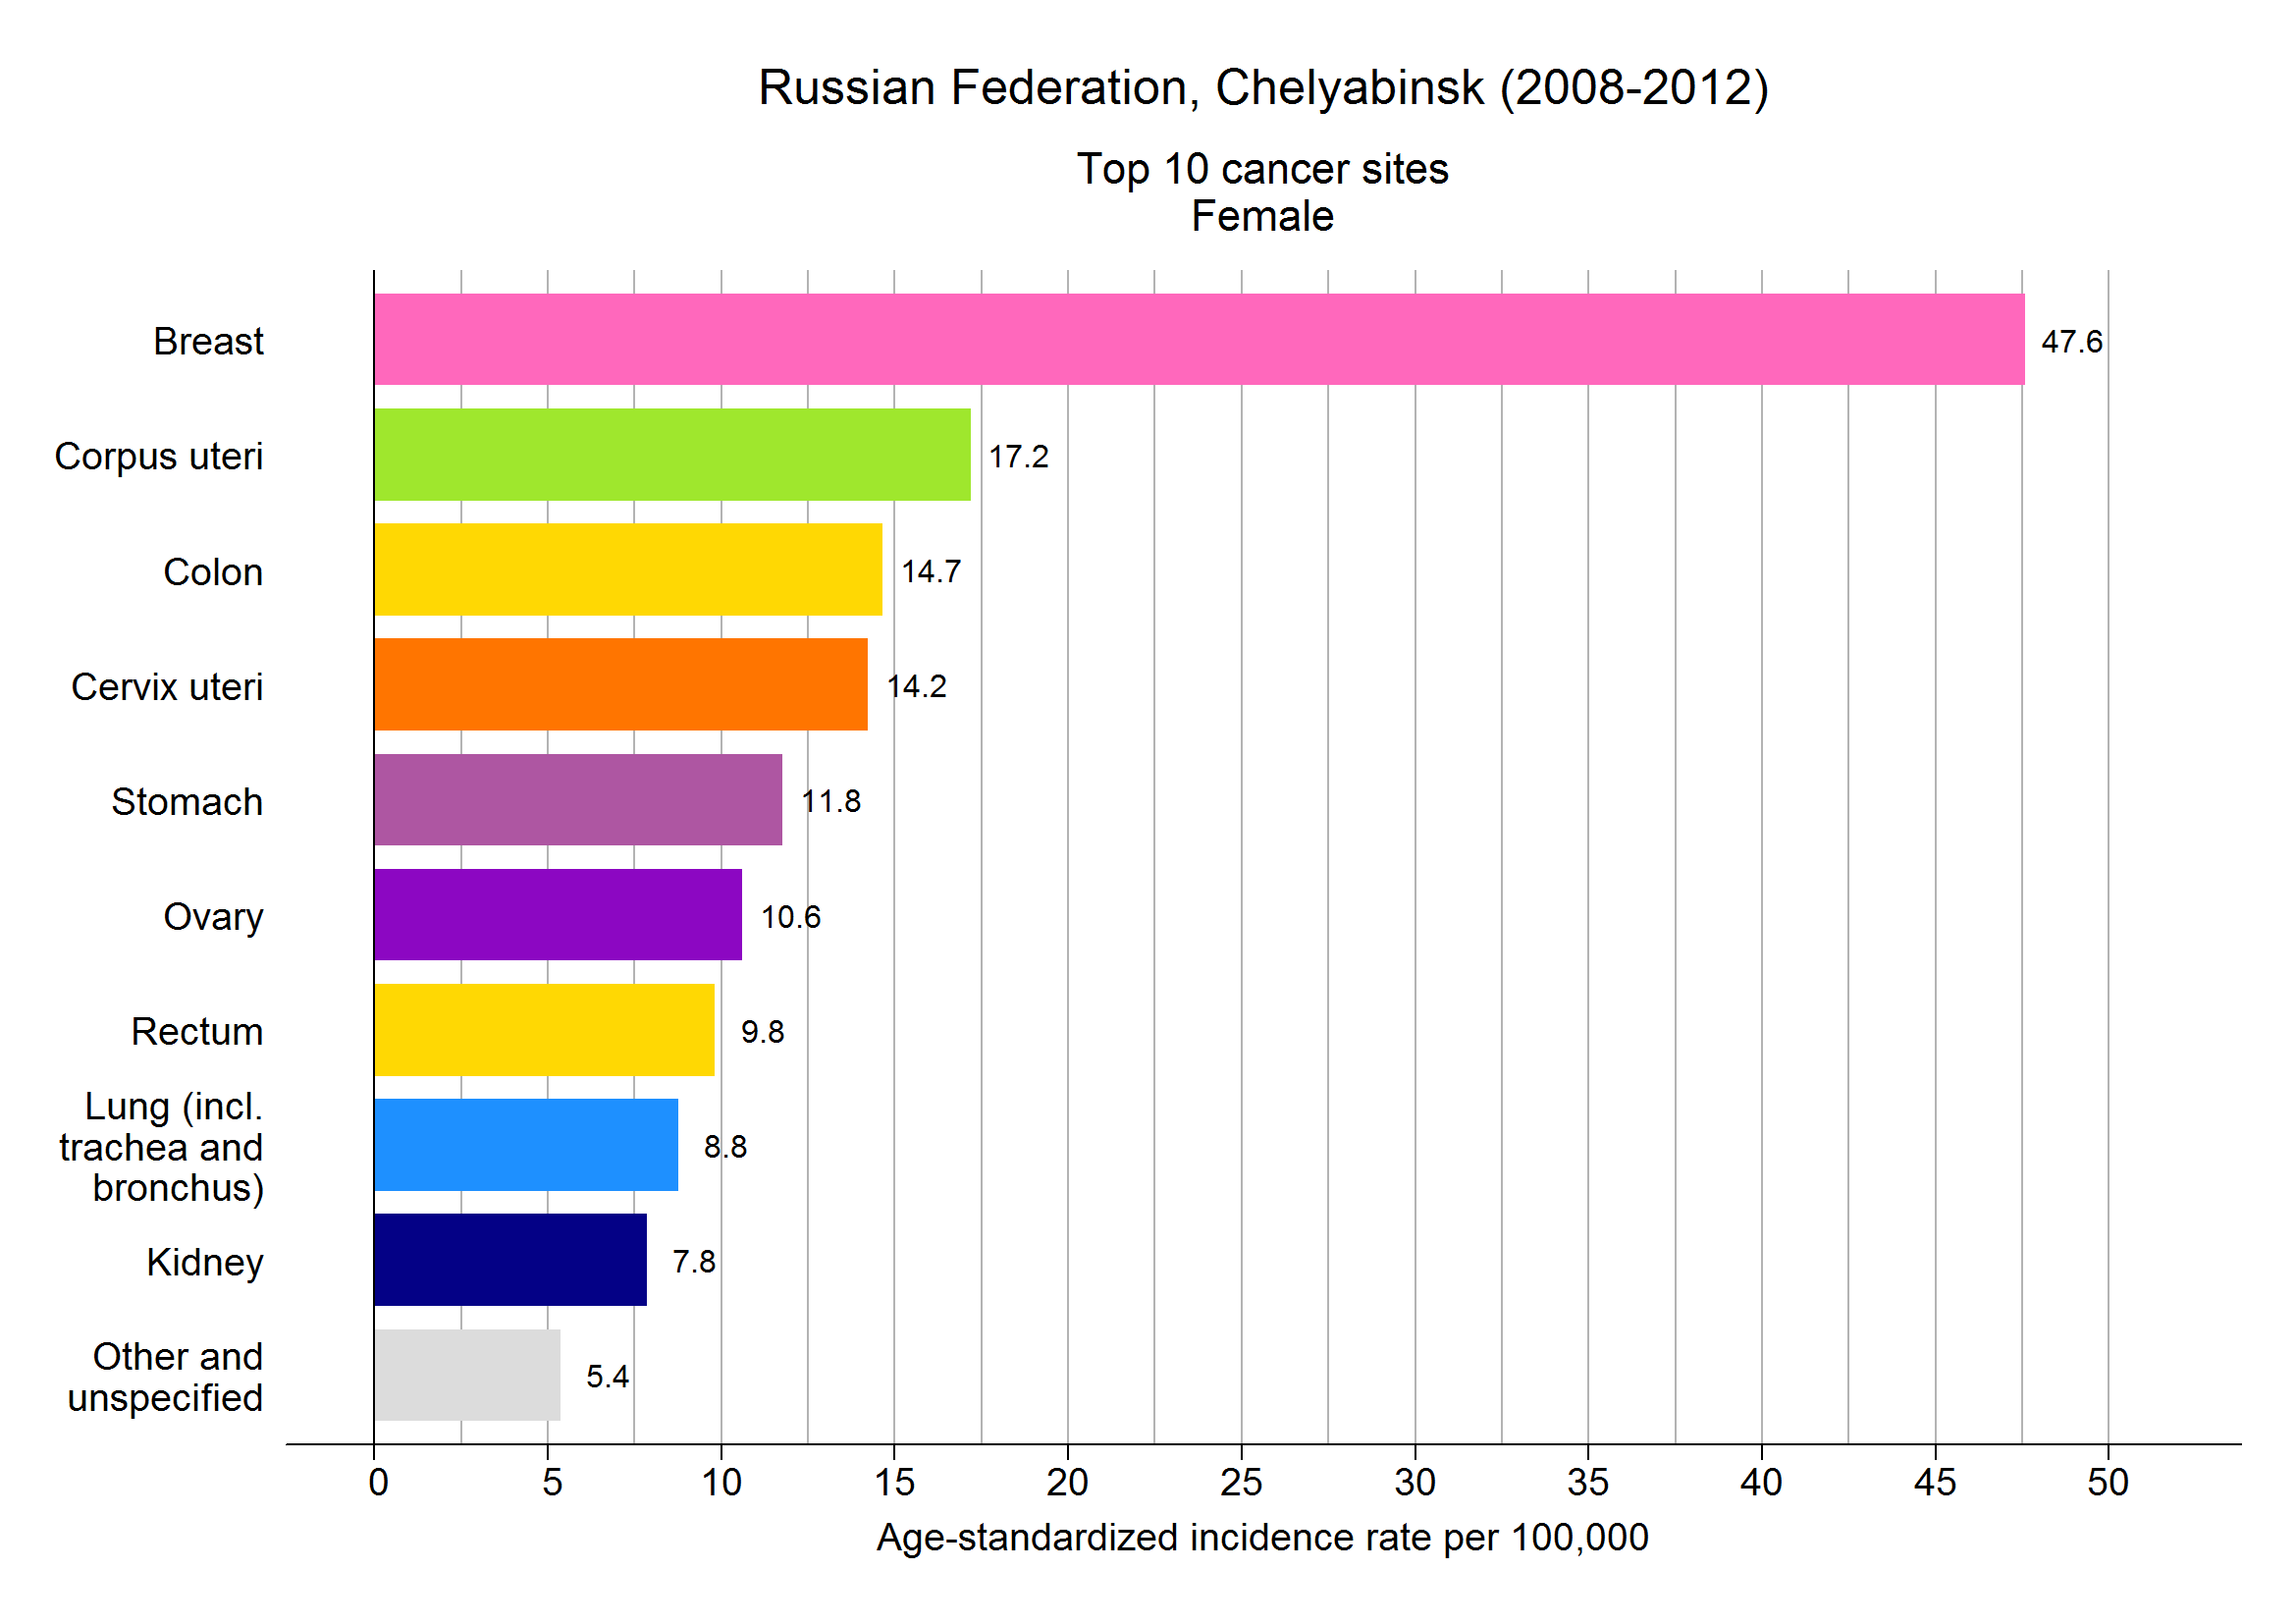 Russian Federation, Chelyabinsk (2008-2012)
Top 10 cancer sites
Female
Breast
47.6
Corpus uteri
17.2
Colon
14.7
Cervix uteri
14.2
Stomach
11.8
Ovary
10.6
Rectum
9.8
Lung (incl.
trachea and
bronchus)
8.8
Kidney
7.8
Other and
unspecified
5.4
0 5 10 15 20 25 30 35 40 45 50
Age-standardized incidence rate per 100,000